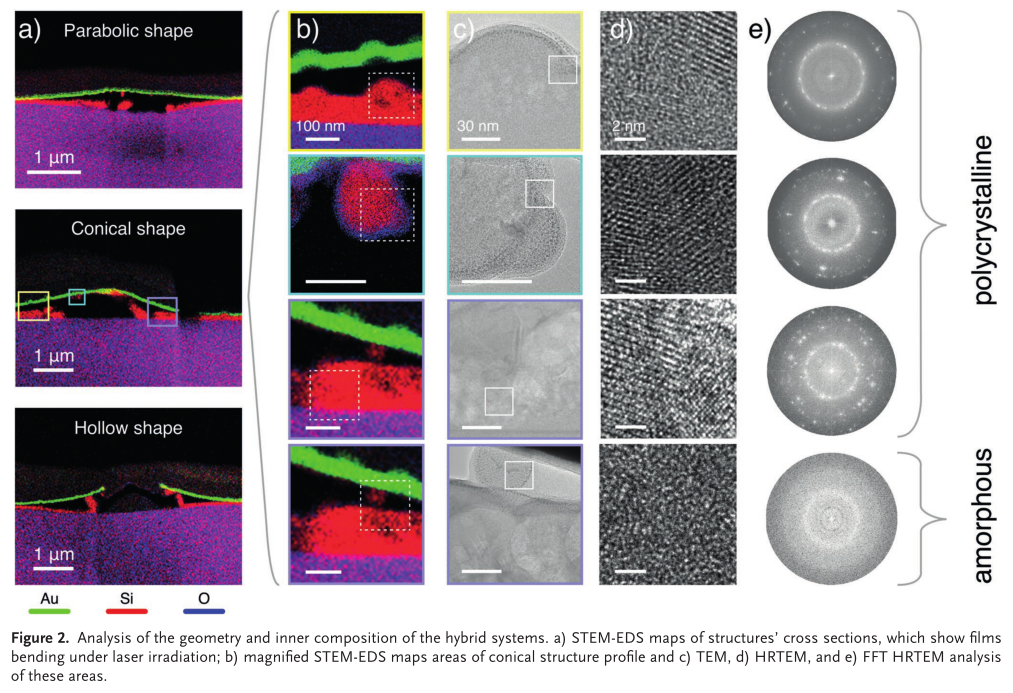 a)
Parabolic shape
1 µm
Conical shape
1 µm
Hollow shape
1 µm
Au Si O
b)
100 nm
c)
30 nm
d)
2 nm
e)
polycrystalline
amorphous
Figure 2. Analysis of the geometry and inner composition of the hybrid systems. a) STEM-EDS maps of structures’ cross sections, which show films
bending under laser irradiation; b) magnified STEM-EDS maps areas of conical structure profile and c) TEM, d) HRTEM, and e) FFT HRTEM analysis
of these areas.